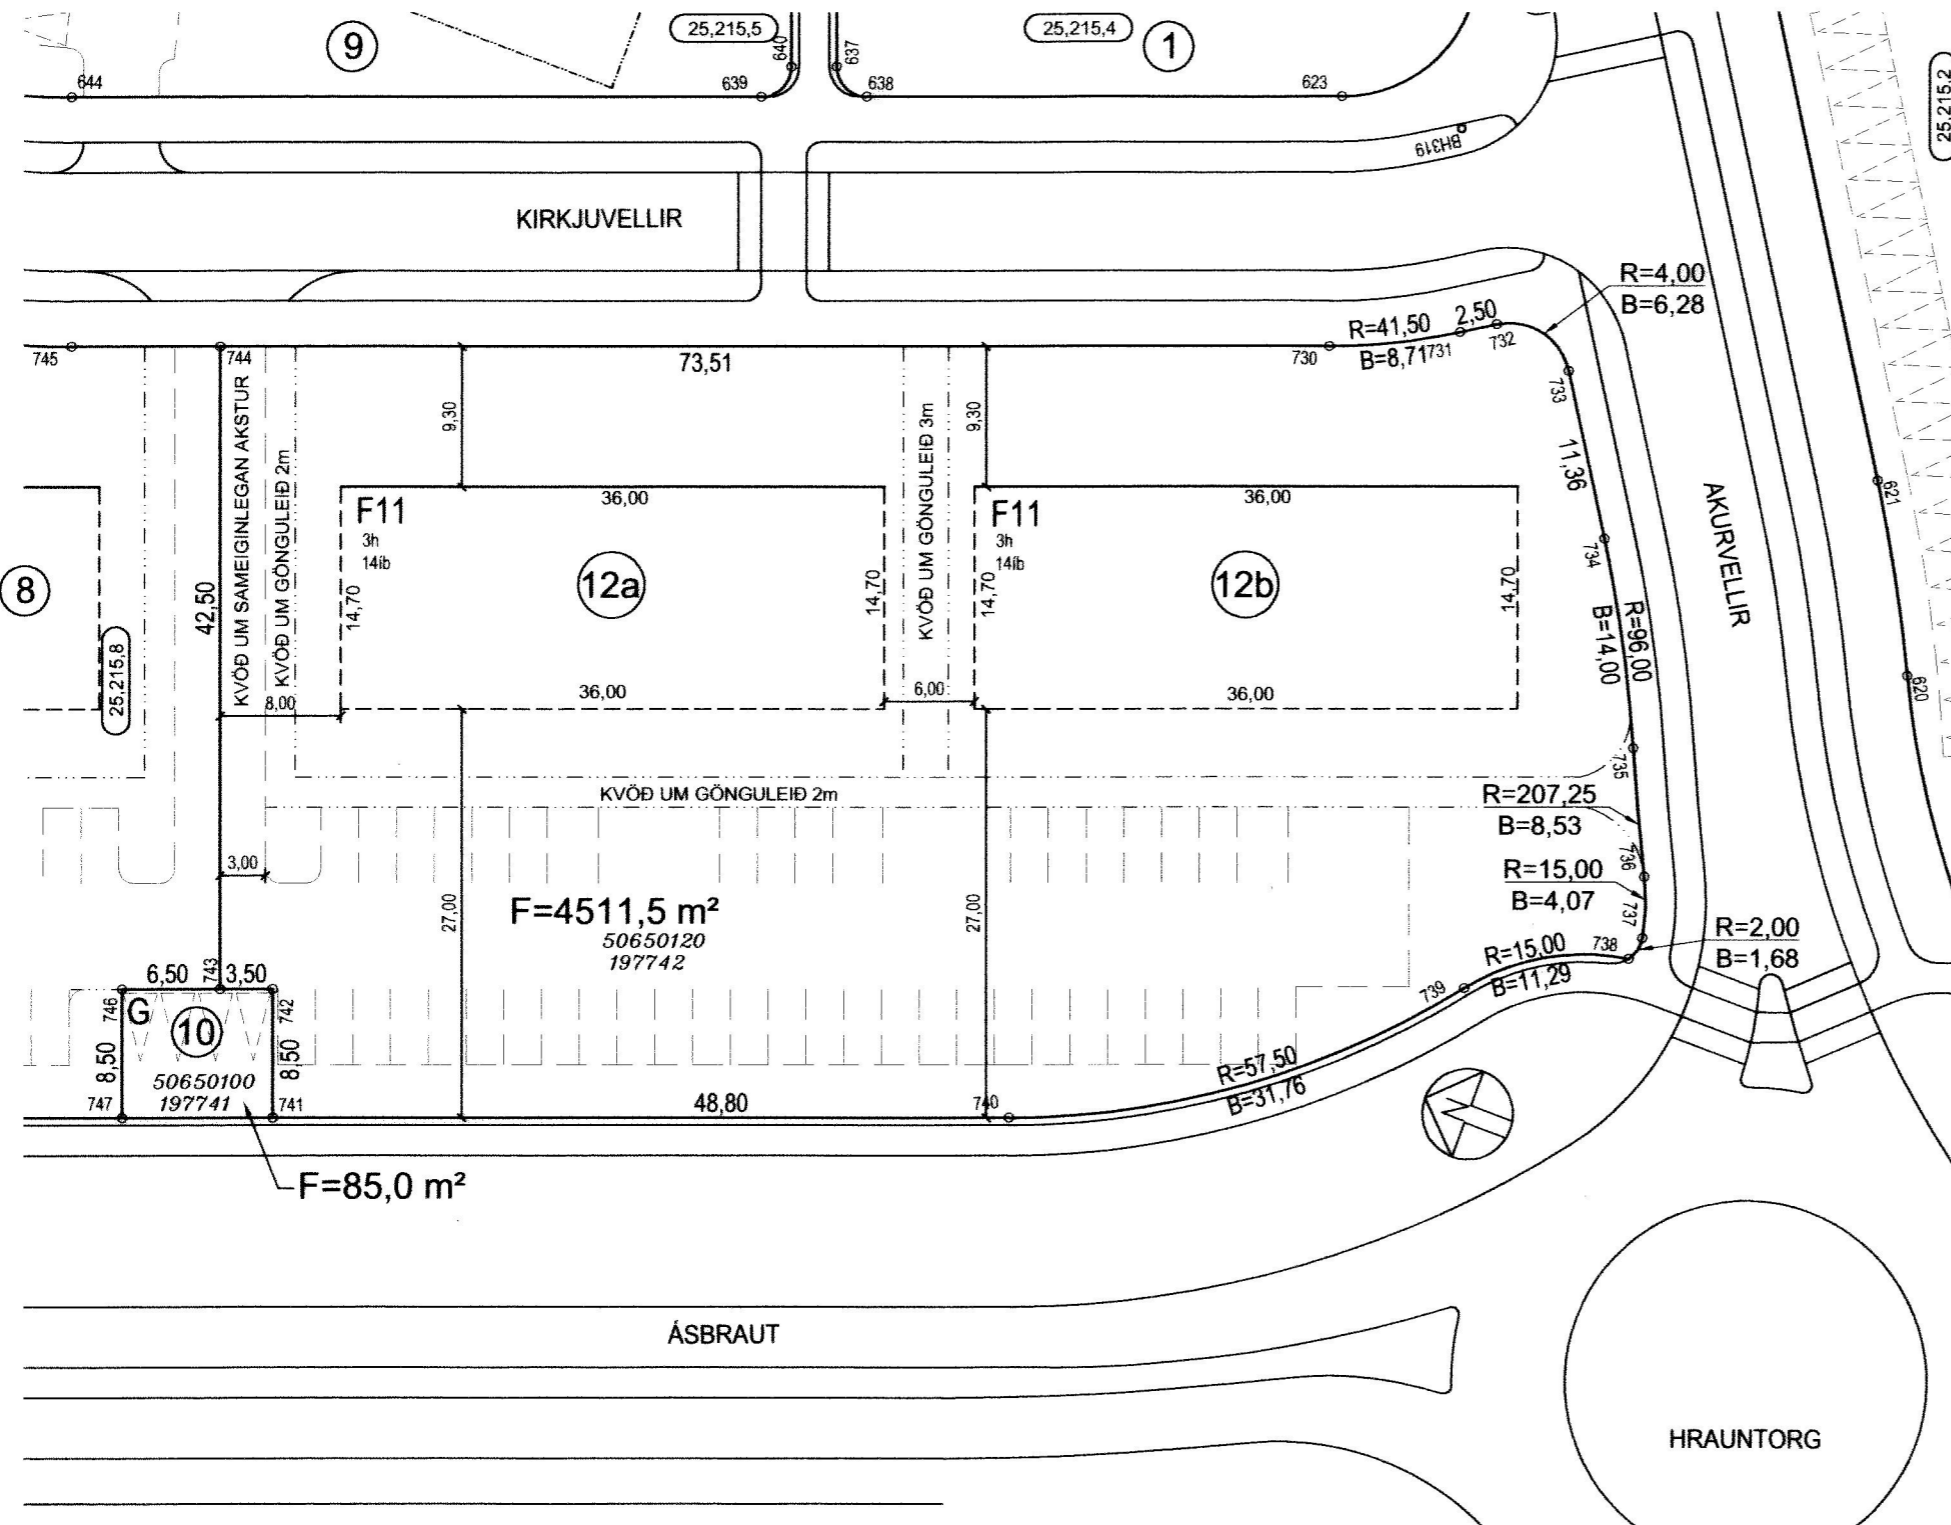 9
25,215,5
640
637
25,215,4
1
25,215,2
644
639
638
623
BH319
KIRKJUVELLIR
R=4,00
B=6,28
R=41,50
2,50
B=8,71
731
732
745
744
73,51
730
733
9,30
9,30
KVÖÐ UM SAMEIGINLEGAN AKSTUR
KVÖÐ UM GÖNGULEIÐ 2m
KVÖÐ UM GÖNGULEIÐ 3m
11,36
621
AKURVELLIR
F11
3h
14íb
36,00
F11
3h
14íb
36,00
734
8
42,50
14,70
12a
14,70
14,70
12b
14,70
R=96,00
B=14,00
25,215,8
8,00
36,00
6,00
36,00
620
735
KVÖÐ UM GÖNGULEIÐ 2m
R=207,25
B=8,53
736
3,00
R=15,00
B=4,07
27,00
F=4511,5 m²
50650120
197742
27,00
737
R=2,00
B=1,68
6,50
743
3,50
R=15,00
738
B=11,29
739
746
G
10
742
8,50
8,50
50650100
197741
747
741
48,80
740
R=57,50
B=31,76
F=85,0 m²
ÁSBRAUT
HRAUNTORG